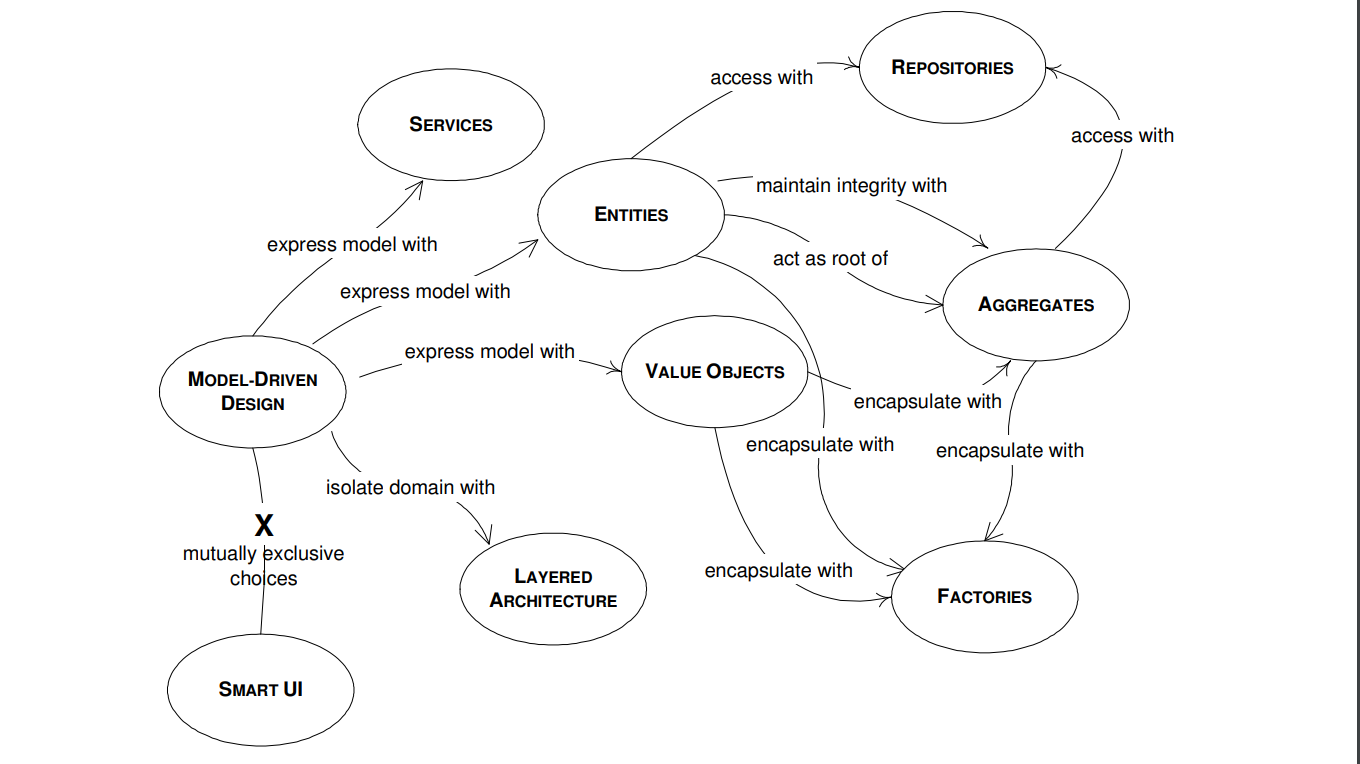 REPOSITORIES
access with
SERVICES
access with
maintain integrity with
ENTITIES
express model with
act as root of
express model with
AGGREGATES
express model with
VALUE OBJECTS
MODEL-DRIVEN
DESIGN
encapsulate with
encapsulate with
encapsulate with
isolate domain with
X
mutually exclusive
choices
encapsulate with
LAYERED
ARCHITECTURE
FACTORIES
SMART UI